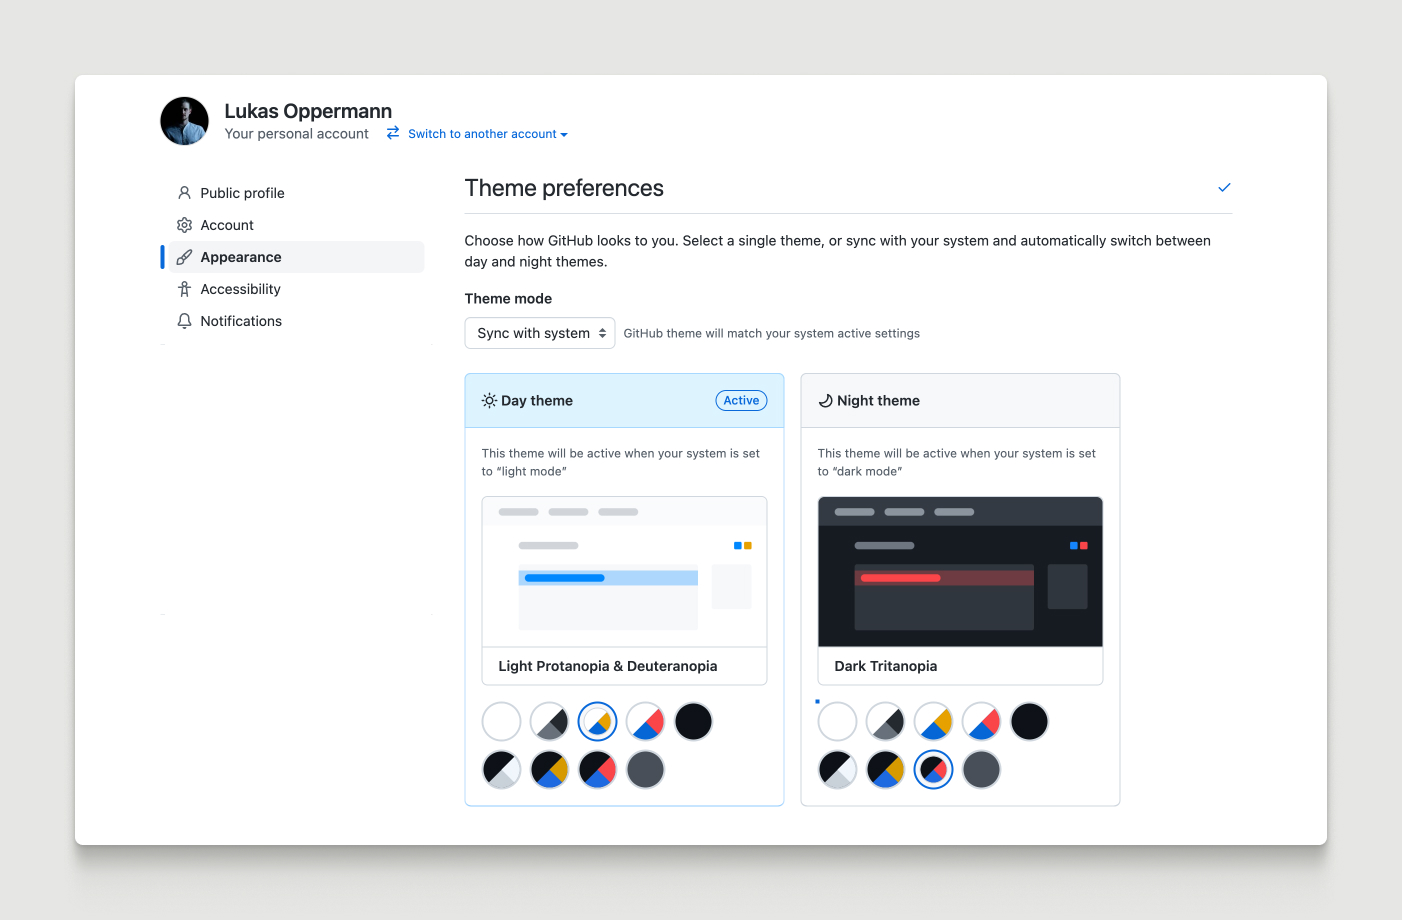 Lukas Oppermann
Your personal account
Switch to another account
Public profile
Account
Appearance
Accessibility
Notifications
Theme preferences
Choose how GitHub looks to you. Select a single theme, or sync with your system and automatically switch between
day and night themes.
Theme mode
Sync with system
GitHub theme will match your system active settings
Day theme
Active
This theme will be active when your system is set
to “light mode”
Light Protanopia & Deuteranopia
Night theme
This theme will be active when your system is set
to “dark mode”
Dark Tritanopia